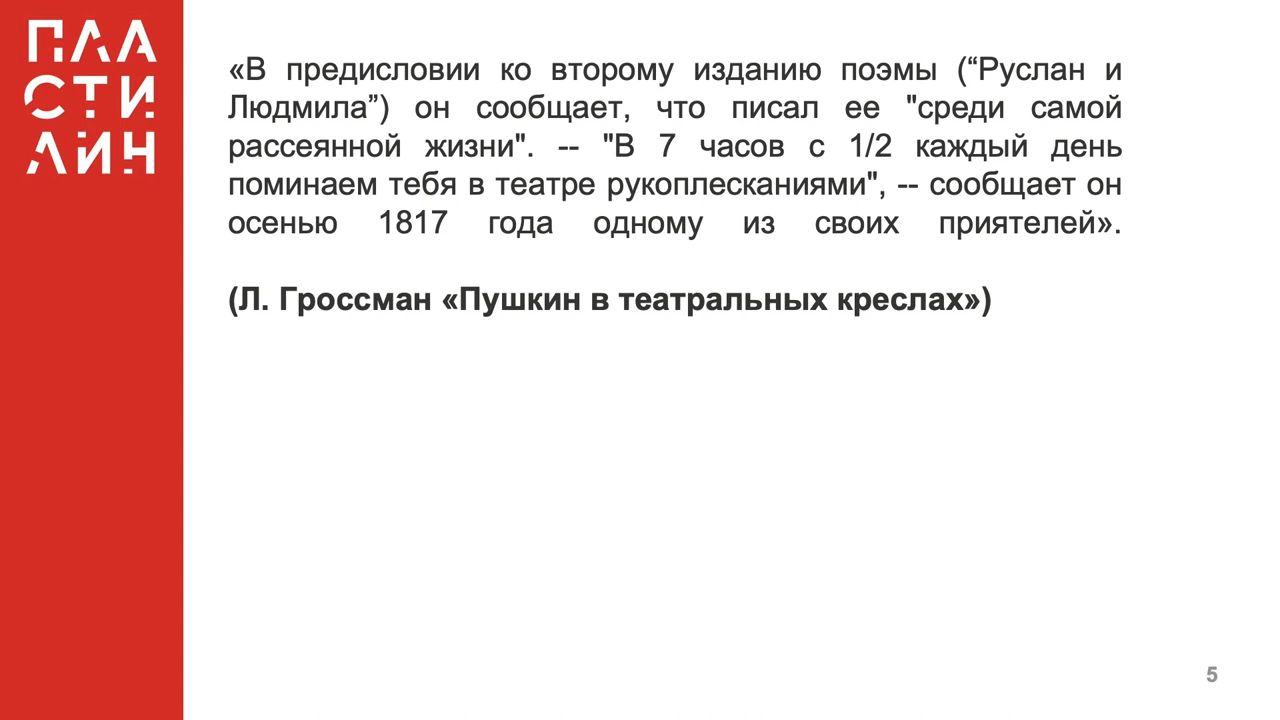 ПЛА
СТИ
ЛИН
«В предисловии ко второму изданию поэмы (“Руслан и
Людмила”) он сообщает, что писал ее "среди самой
рассеянной жизни". -- "В 7 часов с 1/2 каждый день
поминаем тебя в театре рукоплесканиями", -- сообщает он
осенью 1817 года одному из своих приятелей».
(Л. Гроссман «Пушкин в театральных креслах»)
5